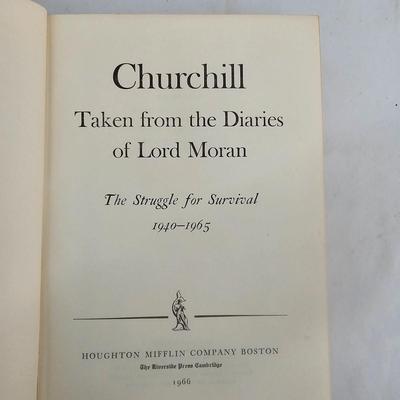 Churchill
Taken from the Diaries
of Lord Moran
The Struggle for Survival
1940–1965
HOUGHTON MIFFLIN COMPANY BOSTON
The Riverside Press Cambridge
1966